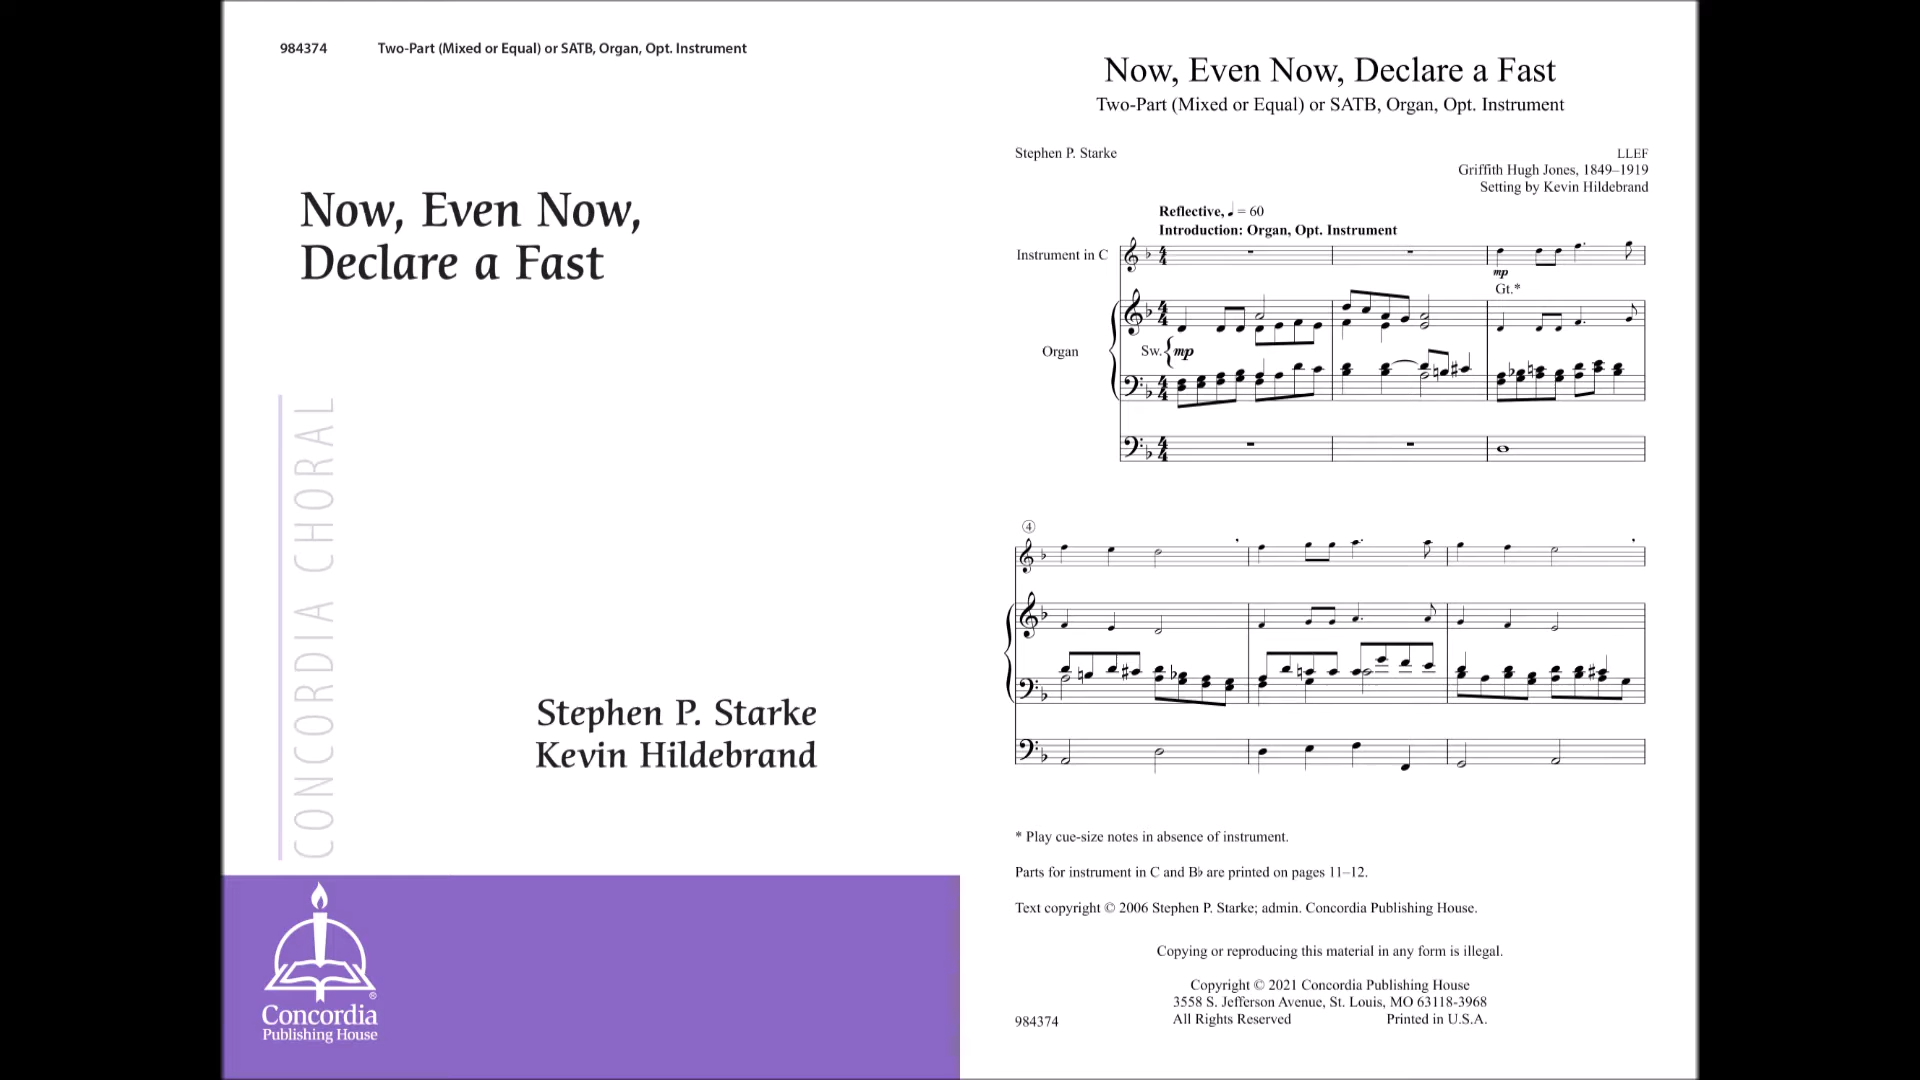 984374 Two-Part (Mixed or Equal) or SATB, Organ, Opt. Instrument
Now, Even Now,
Declare a Fast
CONCORDIA CHORAL
Stephen P. Starke
Kevin Hildebrand
Concordia
Publishing House
®
Now, Even Now, Declare a Fast
Two-Part (Mixed or Equal) or SATB, Organ, Opt. Instrument
Stephen P. Starke
LLEF
Griffith Hugh Jones, 1849–1919
Setting by Kevin Hildebrand
Reflective, ♩ = 60
Introduction: Organ, Opt. Instrument
Instrument in C
mp
Gt.*
Organ
Sw. mp
4
* Play cue-size notes in absence of instrument.
Parts for instrument in C and B♭ are printed on pages 11–12.
Text copyright © 2006 Stephen P. Starke; admin. Concordia Publishing House.
Copying or reproducing this material in any form is illegal.
Copyright © 2021 Concordia Publishing House
3558 S. Jefferson Avenue, St. Louis, MO 63118-3968
984374 All Rights Reserved Printed in U.S.A.